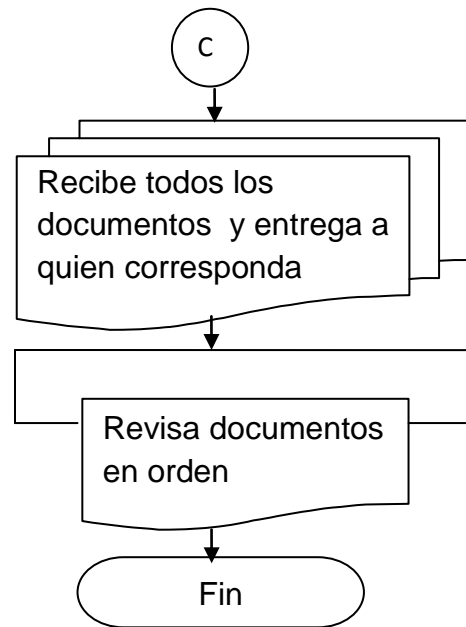 C
Recibe todos los
documentos y entrega a
quien corresponda
Revisa documentos
en orden
Fin